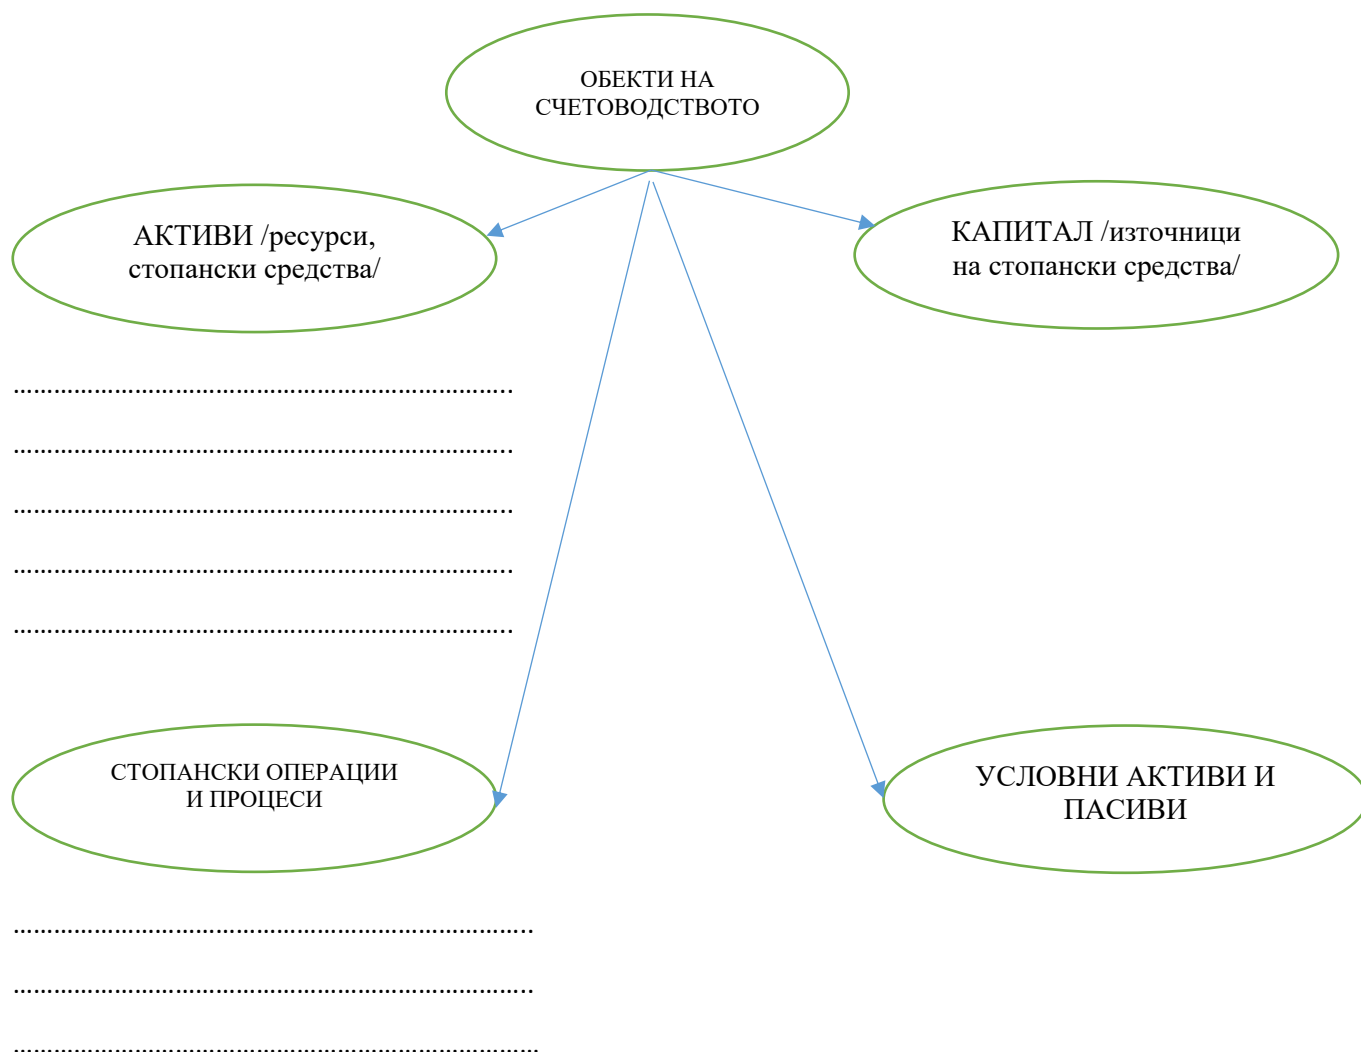 ОБЕКТИ НА
СЧЕТОВОДСТВОТО
АКТИВИ /ресурси,
стопански средства/
КАПИТАЛ /източници
на стопански средства/
……………………………………………………………….
……………………………………………………………….
……………………………………………………………….
……………………………………………………………….
……………………………………………………………….
СТОПАНСКИ ОПЕРАЦИИ
И ПРОЦЕСИ
УСЛОВНИ АКТИВИ И
ПАСИВИ
………………………………………………………………….
………………………………………………………………….
……………………………………………………………………